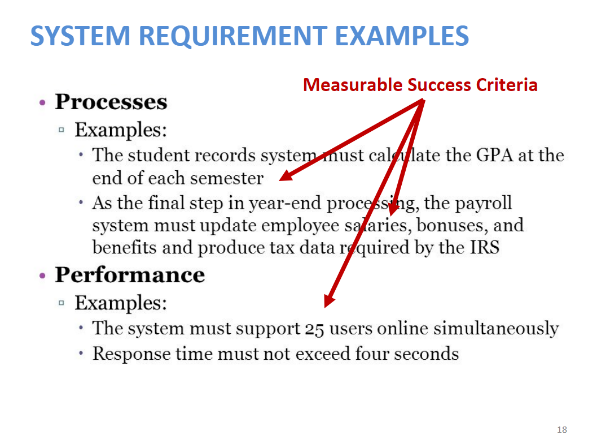 SYSTEM REQUIREMENT EXAMPLES
Measurable Success Criteria
• Processes
▫ Examples:
• The student records system must calculate the GPA at the
end of each semester
• As the final step in year-end processing, the payroll
system must update employee salaries, bonuses, and
benefits and produce tax data required by the IRS
• Performance
▫ Examples:
• The system must support 25 users online simultaneously
• Response time must not exceed four seconds
18